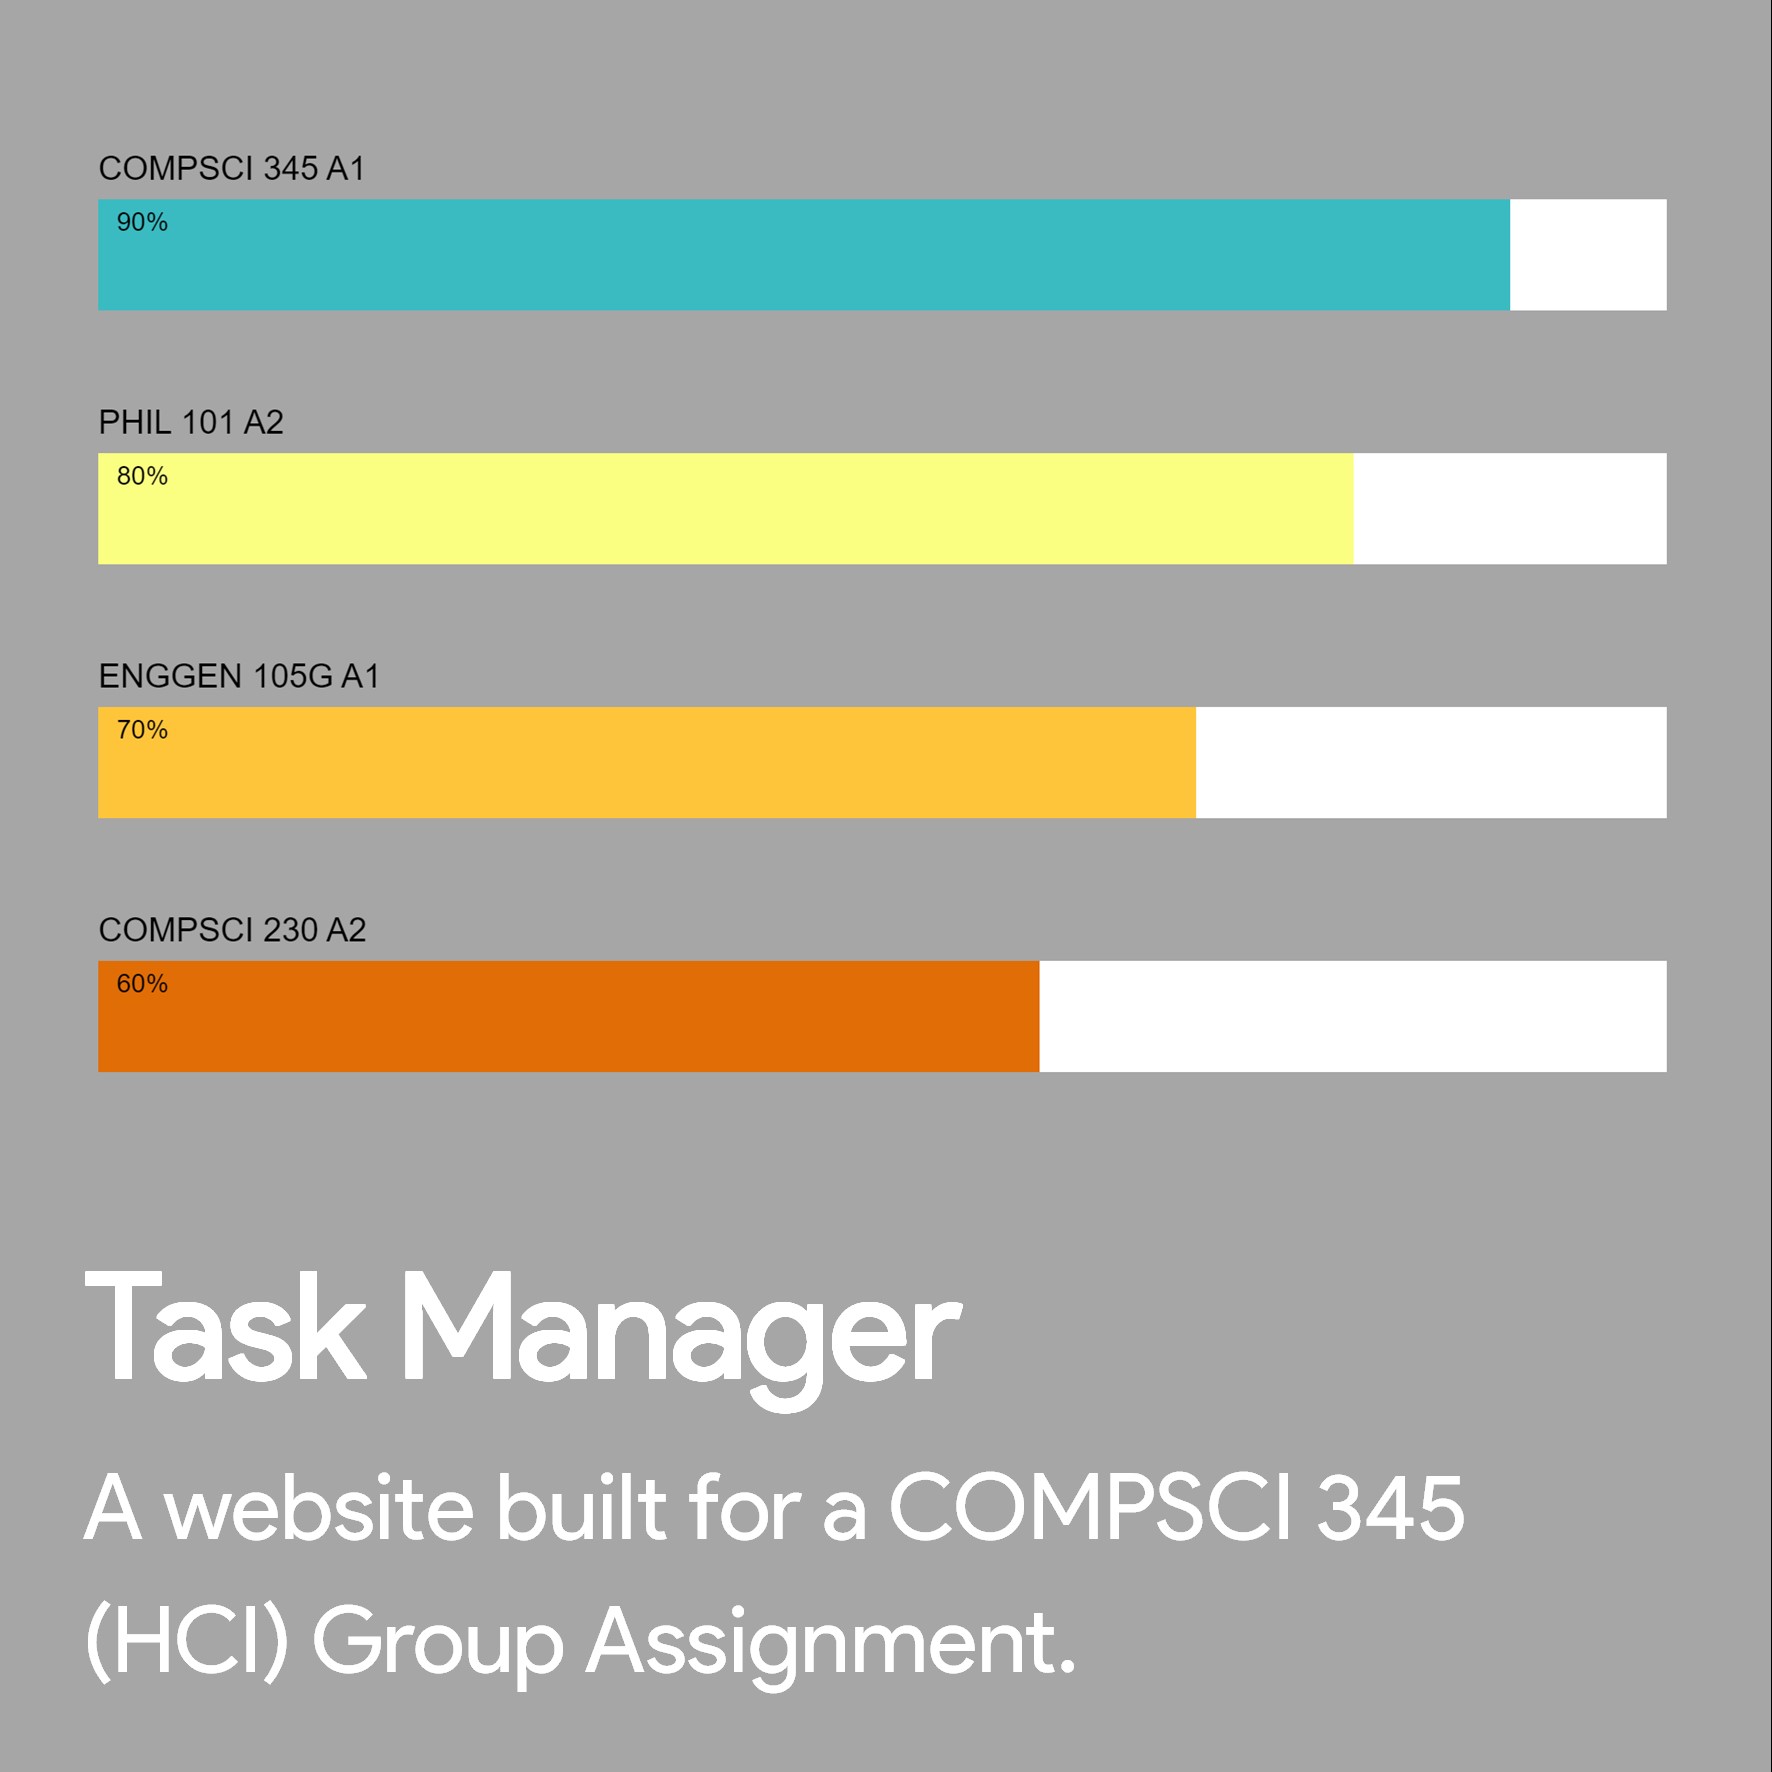 COMPSCI 345 A1
90%
PHIL 101 A2
80%
ENGGEN 105G A1
70%
COMPSCI 230 A2
60%
Task Manager
A website built for a COMPSCI 345
(HCI) Group Assignment.